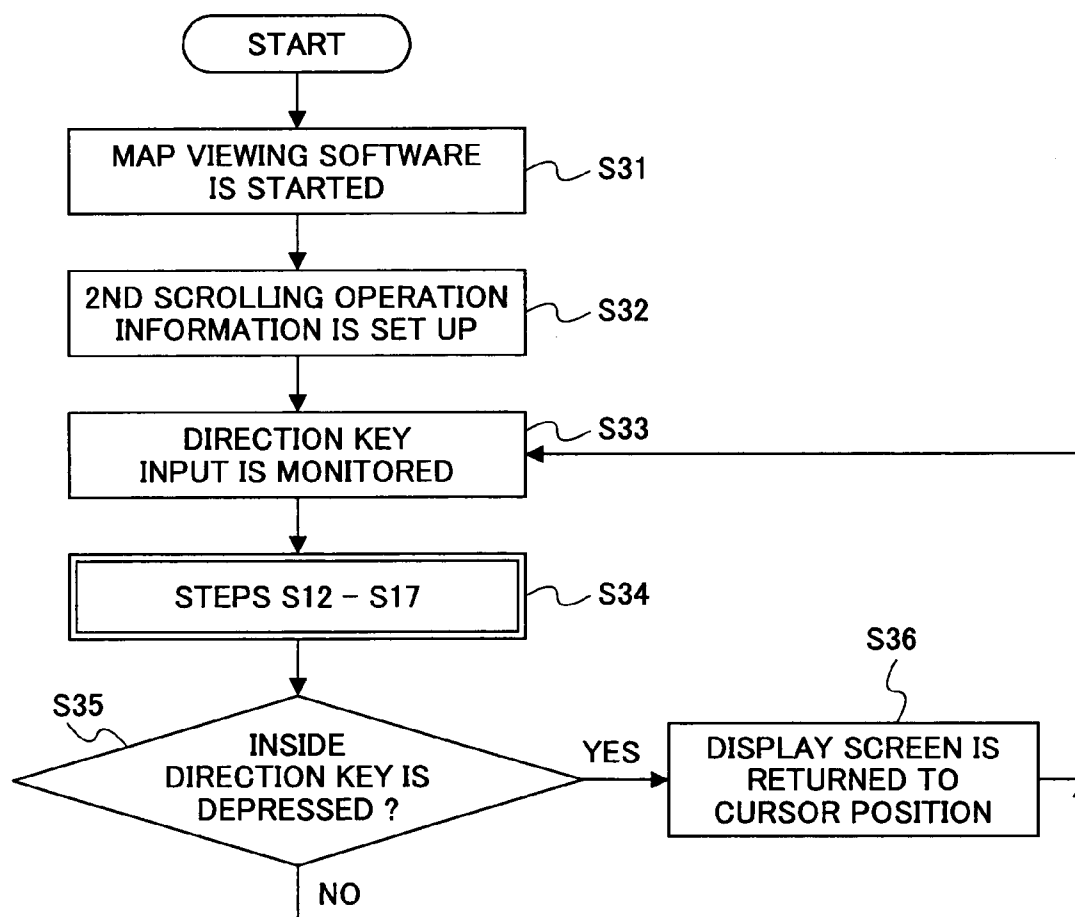 START
MAP VIEWING SOFTWARE
IS STARTED
S31
2ND SCROLLING OPERATION
INFORMATION IS SET UP
S32
DIRECTION KEY
INPUT IS MONITORED
S33
STEPS S12 – S17
S34
S35
INSIDE
DIRECTION KEY IS
DEPRESSED ?
YES
S36
DISPLAY SCREEN IS
RETURNED TO
CURSOR POSITION
NO